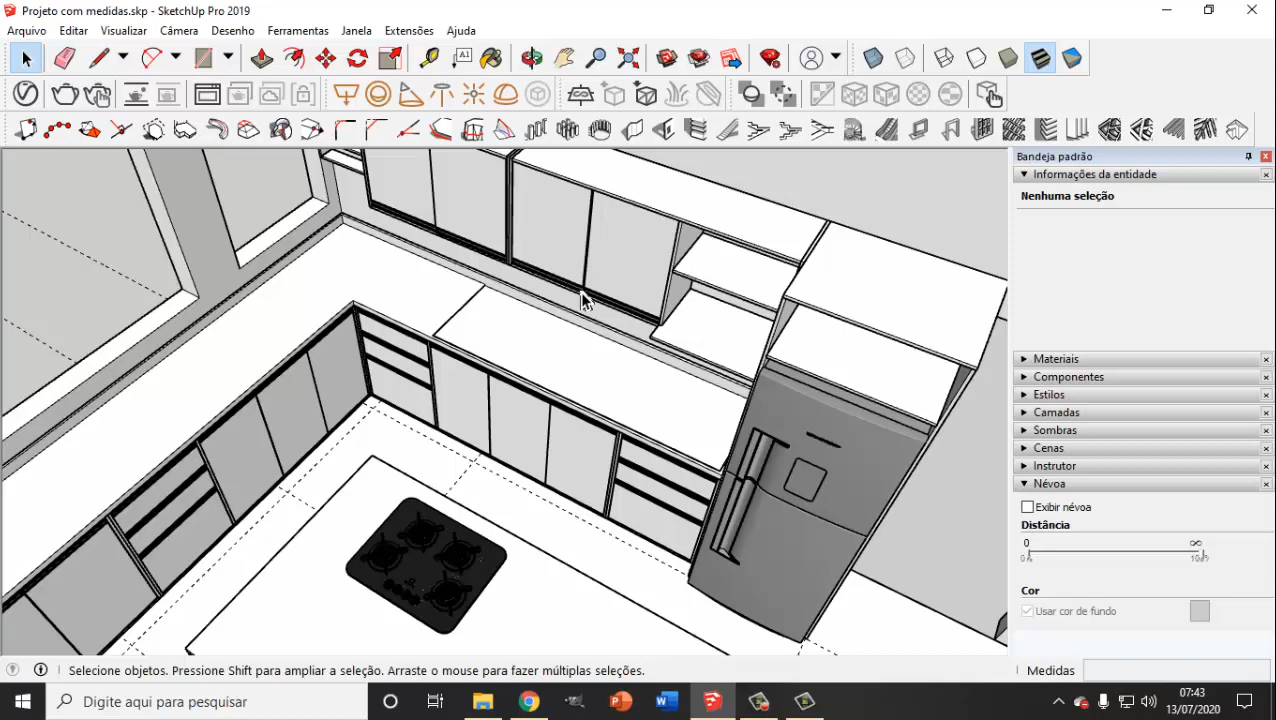 Projeto com medidas.skp - SketchUp Pro 2019
Arquivo Editar Visualizar Câmera Desenho Ferramentas Janela Extensões Ajuda
A1
Bandeja padrão
Informações da entidade
Nenhuma seleção
Materiais
Componentes
Estilos
Camadas
Sombras
Cenas
Instrutor
Névoa
Exibir névoa
Distância
0 ∞
Cor
Usar cor de fundo
Selecione objetos. Pressione Shift para ampliar a seleção. Arraste o mouse para fazer múltiplas seleções.
Medidas
Digite aqui para pesquisar
07:43
13/07/2020